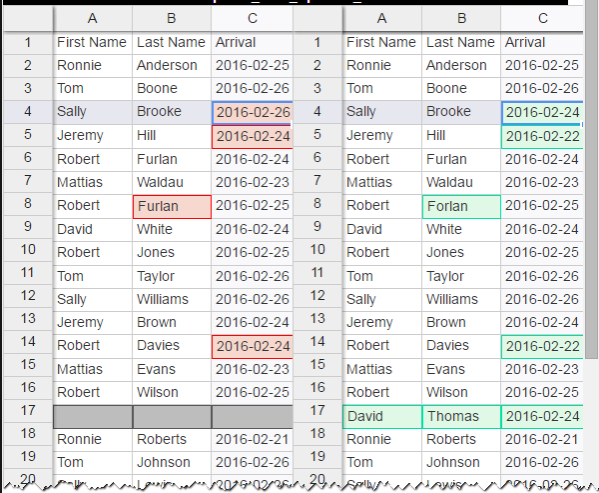 A B C A B C
1 First Name Last Name Arrival 1 First Name Last Name Arrival
2 Ronnie Anderson 2016-02-25 2 Ronnie Anderson 2016-02-25
3 Tom Boone 2016-02-26 3 Tom Boone 2016-02-26
4 Sally Brooke 2016-02-26 4 Sally Brooke 2016-02-24
5 Jeremy Hill 2016-02-24 5 Jeremy Hill 2016-02-22
6 Robert Furlan 2016-02-24 6 Robert Furlan 2016-02-24
7 Mattias Waldau 2016-02-23 7 Mattias Waldau 2016-02-23
8 Robert Furlan 2016-02-25 8 Robert Forlan 2016-02-25
9 David White 2016-02-24 9 David White 2016-02-24
10 Robert Jones 2016-02-25 10 Robert Jones 2016-02-25
11 Tom Taylor 2016-02-26 11 Tom Taylor 2016-02-26
12 Sally Williams 2016-02-26 12 Sally Williams 2016-02-26
13 Jeremy Brown 2016-02-24 13 Jeremy Brown 2016-02-24
14 Robert Davies 2016-02-24 14 Robert Davies 2016-02-22
15 Mattias Evans 2016-02-23 15 Mattias Evans 2016-02-23
16 Robert Wilson 2016-02-25 16 Robert Wilson 2016-02-25
17 17 David Thomas 2016-02-24
18 Ronnie Roberts 2016-02-21 18 Ronnie Roberts 2016-02-21
19 Tom Johnson 2016-02-26 19 Tom Johnson 2016-02-26
20 20